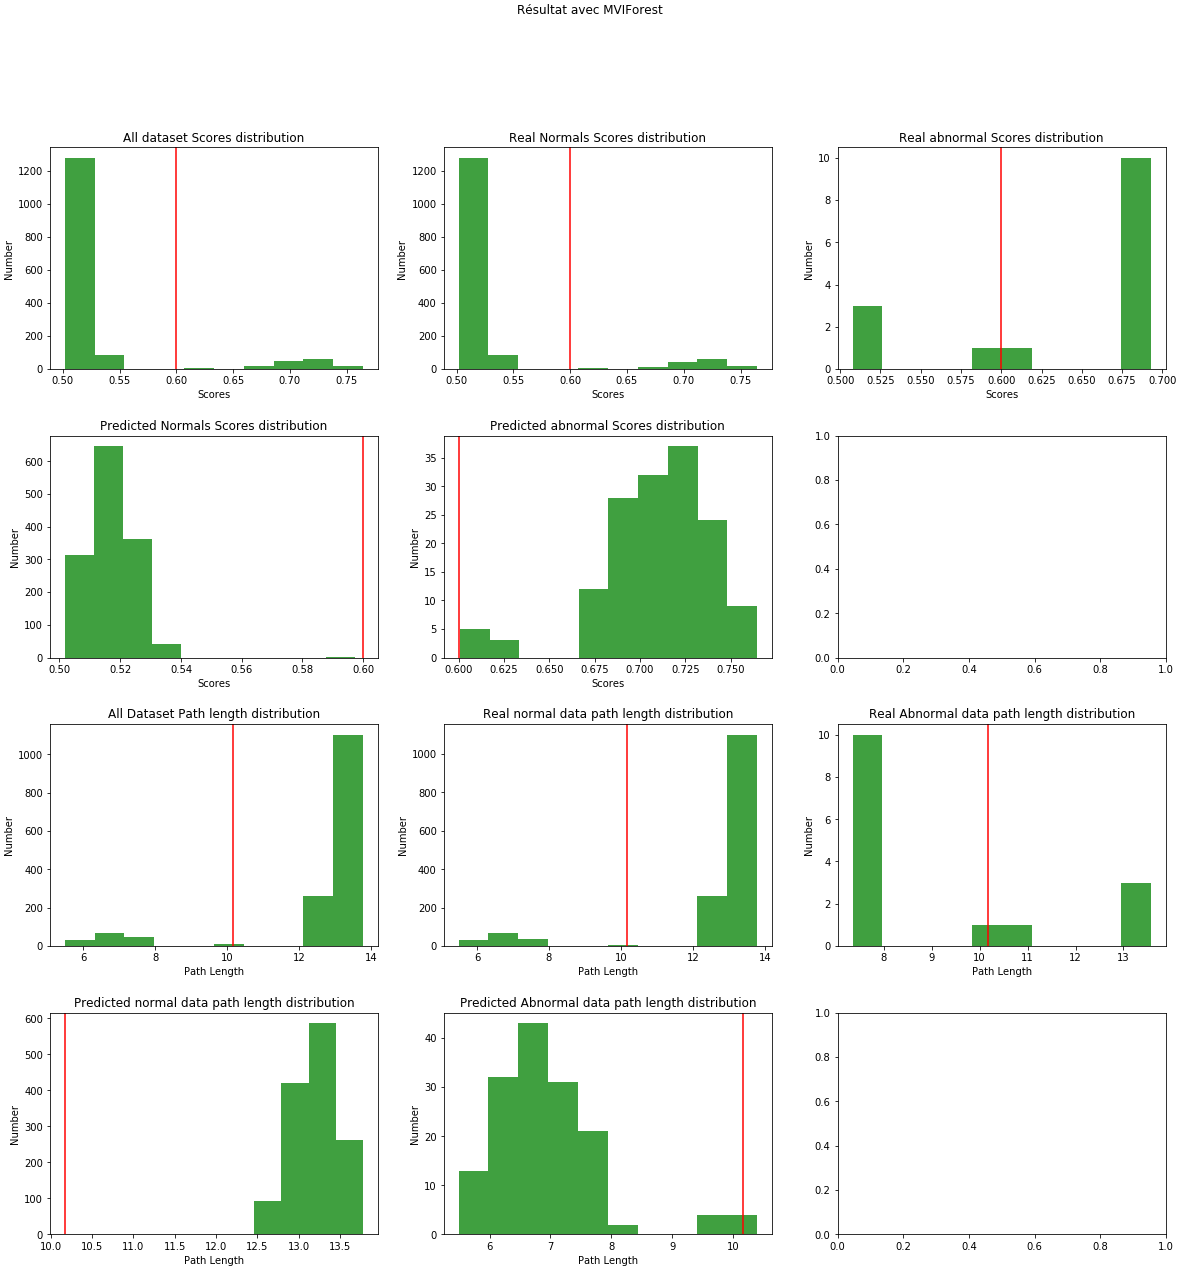 Résultat avec MVIForest
All dataset Scores distribution
Number
0 200 400 600 800 1000 1200
0.50 0.55 0.60 0.65 0.70 0.75
Scores
Real Normals Scores distribution
Number
0 200 400 600 800 1000 1200
0.50 0.55 0.60 0.65 0.70 0.75
Scores
Real abnormal Scores distribution
Number
0 2 4 6 8 10
0.500 0.525 0.550 0.575 0.600 0.625 0.650 0.675 0.700
Scores
Predicted Normals Scores distribution
Number
0 100 200 300 400 500 600
0.50 0.52 0.54 0.56 0.58 0.60
Scores
Predicted abnormal Scores distribution
Number
0 5 10 15 20 25 30 35
0.600 0.625 0.650 0.675 0.700 0.725 0.750
Scores
0.0 0.2 0.4 0.6 0.8 1.0
0.0 0.2 0.4 0.6 0.8 1.0
All Dataset Path length distribution
Number
0 200 400 600 800 1000
6 8 10 12 14
Path Length
Real normal data path length distribution
Number
0 200 400 600 800 1000
6 8 10 12 14
Path Length
Real Abnormal data path length distribution
Number
0 2 4 6 8 10
8 9 10 11 12 13
Path Length
Predicted normal data path length distribution
Number
0 100 200 300 400 500 600
10.0 10.5 11.0 11.5 12.0 12.5 13.0 13.5
Path Length
Predicted Abnormal data path length distribution
Number
0 10 20 30 40
6 7 8 9 10
Path Length
0.0 0.2 0.4 0.6 0.8 1.0
0.0 0.2 0.4 0.6 0.8 1.0